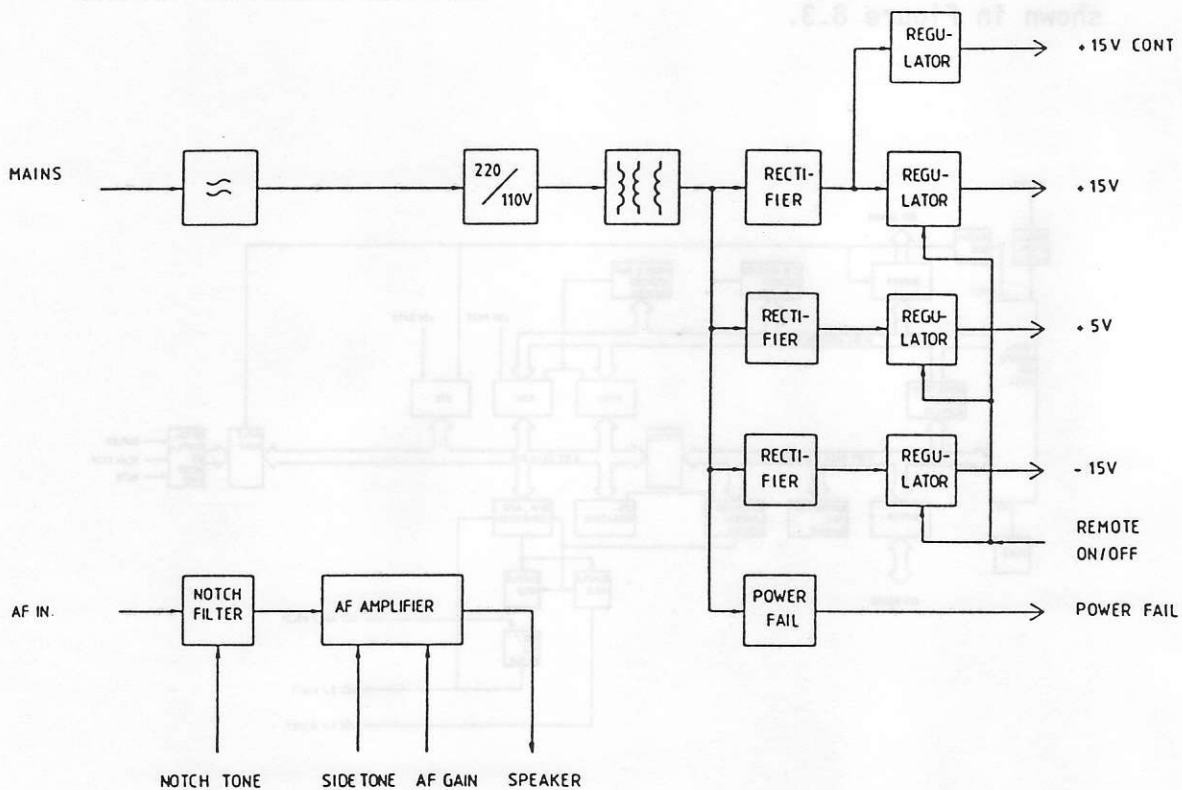 shown in Figure 8.3.
REGU-
LATOR
+ 15V CONT
MAINS
220
110V
RECTI-
FIER
REGU-
LATOR
+ 15V
RECTI-
FIER
REGU-
LATOR
+ 5V
RECTI-
FIER
REGU-
LATOR
- 15V
REMOTE
ON/OFF
AF IN.
NOTCH
FILTER
AF AMPLIFIER
POWER
FAIL
POWER FAIL
NOTCH TONE
SIDETONE
AF GAIN
SPEAKER